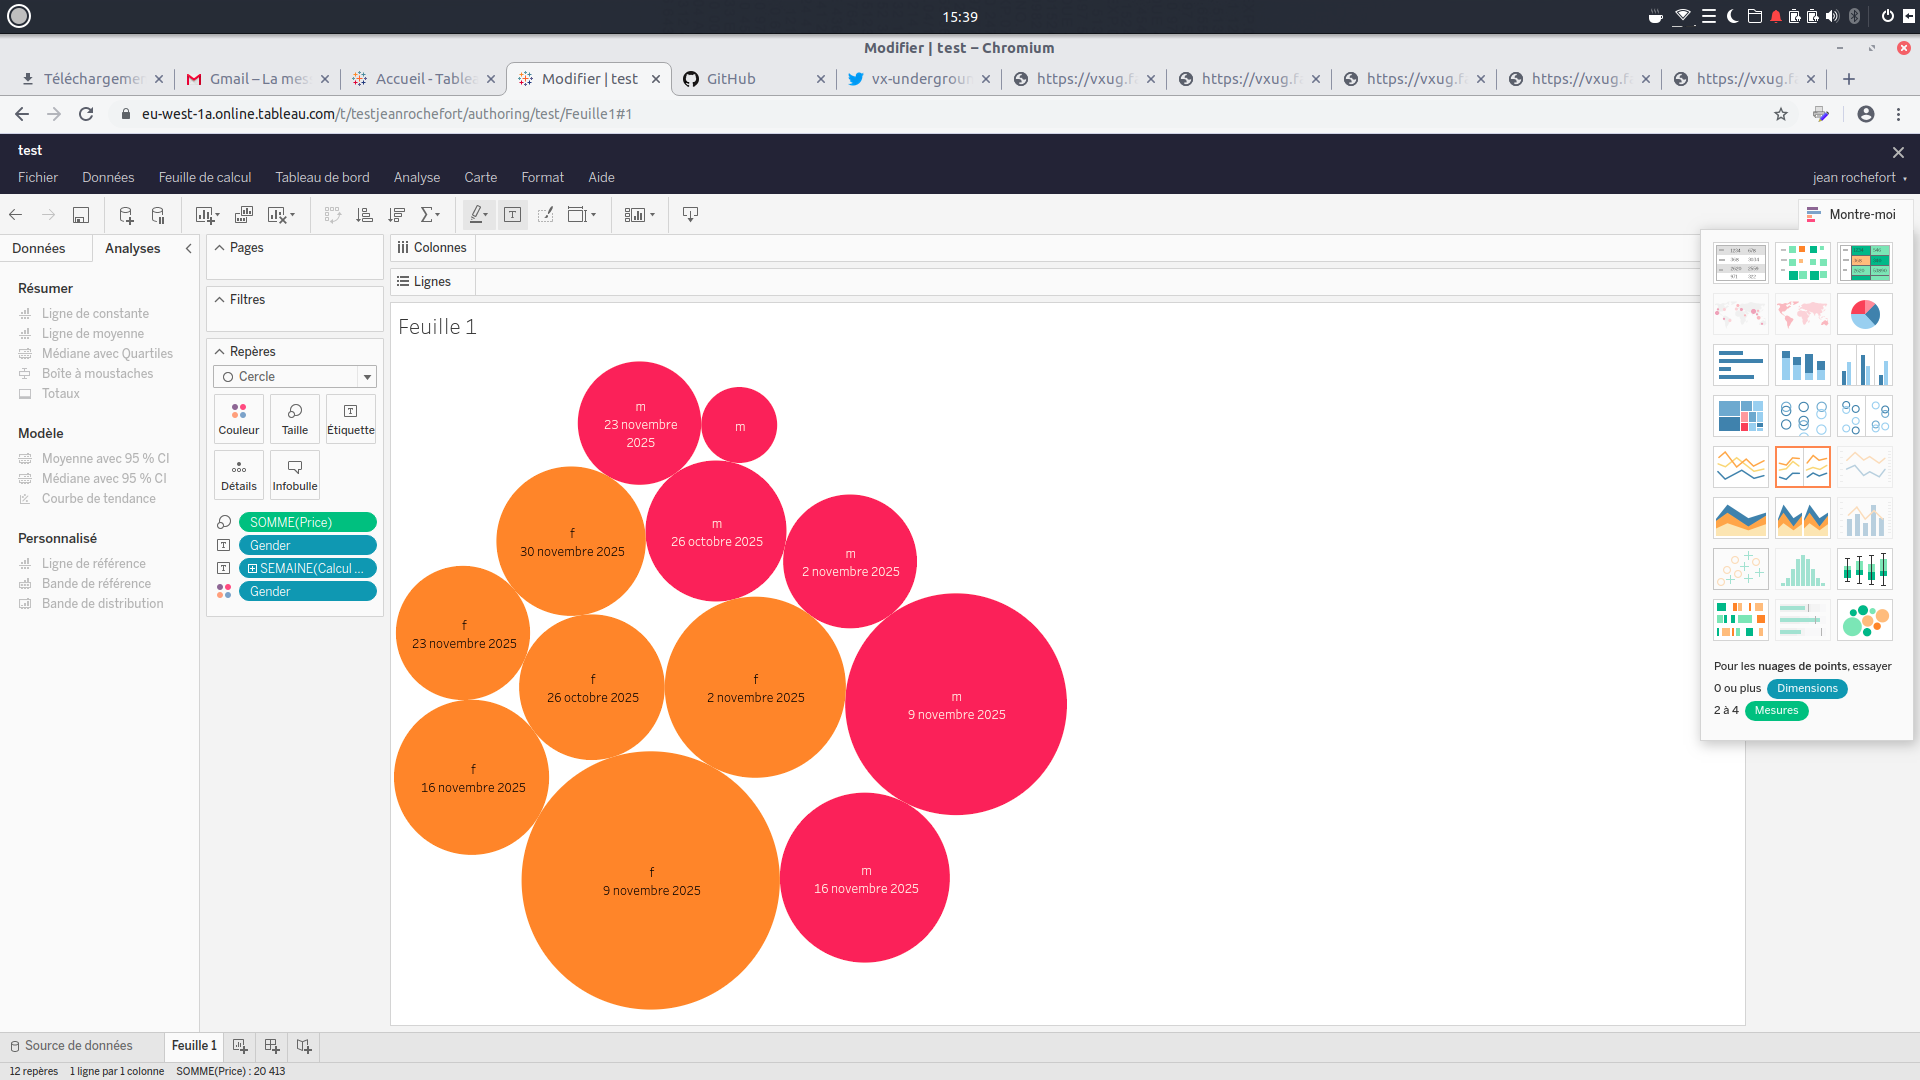 15:39
Modifier | test – Chromium
Téléchargemen
Gmail – La mes
Accueil - Table
Modifier | test
GitHub
vx-undergroun
https://vxug.f
https://vxug.f
https://vxug.f
https://vxug.f
https://vxug.f
eu-west-1a.online.tableau.com/t/testjeanrochefort/authoring/test/Feuille1#1
test
Fichier Données Feuille de calcul Tableau de bord Analyse Carte Format Aide
jean rochefort
Montre-moi
Données
Analyses
Résumer
Ligne de constante
Ligne de moyenne
Médiane avec Quartiles
Boîte à moustaches
Totaux
Modèle
Moyenne avec 95 % CI
Médiane avec 95 % CI
Courbe de tendance
Personnalisé
Ligne de référence
Bande de référence
Bande de distribution
Pages
Filtres
Repères
Cercle
Couleur
Taille
Étiquette
Détails
Infobulle
SOMME(Price)
Gender
SEMAINE(Calcul ...
Gender
Colonnes
Lignes
Feuille 1
m
23 novembre
2025
m
f
30 novembre 2025
m
26 octobre 2025
m
2 novembre 2025
f
23 novembre 2025
f
26 octobre 2025
f
2 novembre 2025
m
9 novembre 2025
f
16 novembre 2025
f
9 novembre 2025
m
16 novembre 2025
Pour les nuages de points, essayer
0 ou plus Dimensions
2 à 4 Mesures
Source de données
Feuille 1
12 repères
1 ligne par 1 colonne
SOMME(Price) : 20 413